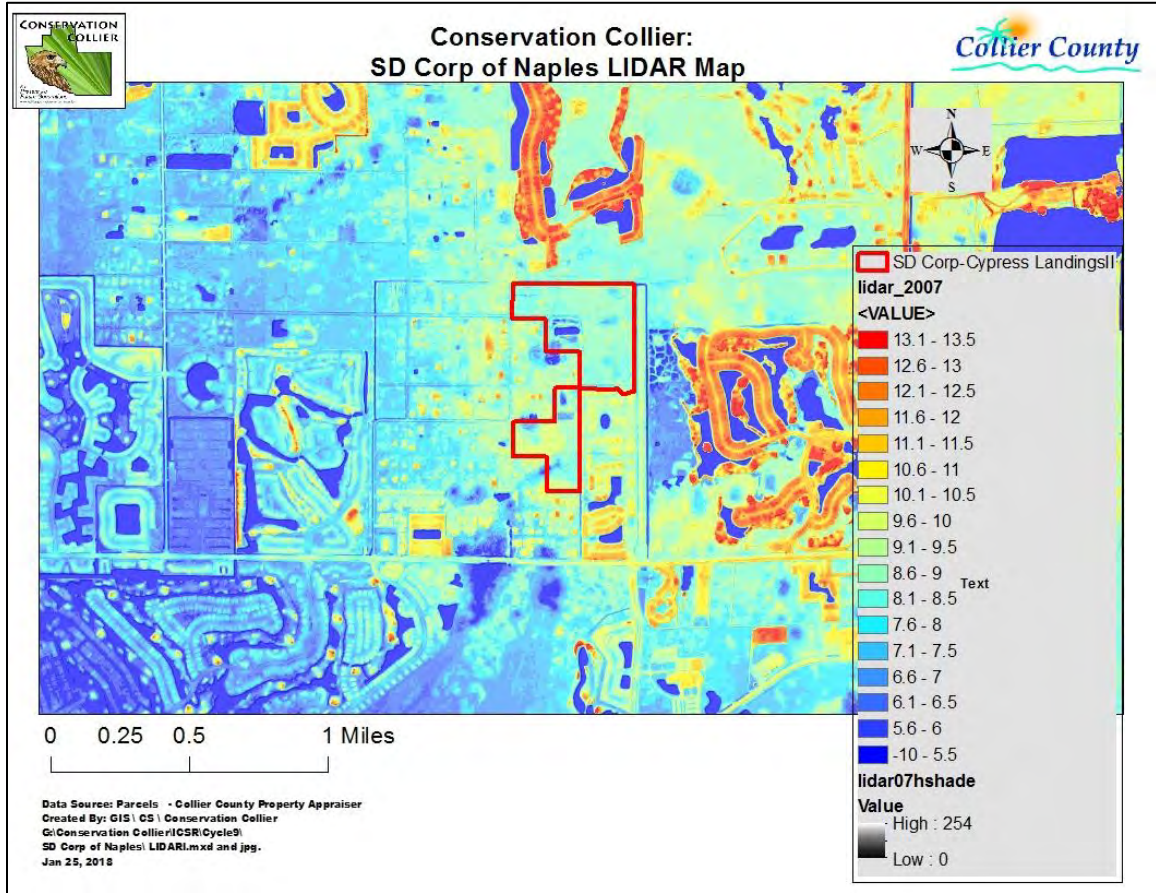 CONSERVATION
COLLIER
Conservation Collier:
SD Corp of Naples LIDAR Map
Collier County
N
W E
S
SD Corp-Cypress LandingsII
lidar_2007
<VALUE>
13.1 - 13.5
12.6 - 13
12.1 - 12.5
11.6 - 12
11.1 - 11.5
10.6 - 11
10.1 - 10.5
9.6 - 10
9.1 - 9.5
8.6 - 9
Text
8.1 - 8.5
7.6 - 8
7.1 - 7.5
6.6 - 7
6.1 - 6.5
5.6 - 6
-10 - 5.5
lidar07hshade
Value
High : 254
Low : 0
0 0.25 0.5 1 Miles
Data Source: Parcels - Collier County Property Appraiser
Created By: GIS \ CS \ Conservation Collier
G:\Conservation Collier\ICSR\Cycle9\
SD Corp of Naples\ LIDARI.mxd and jpg.
Jan 25, 2018